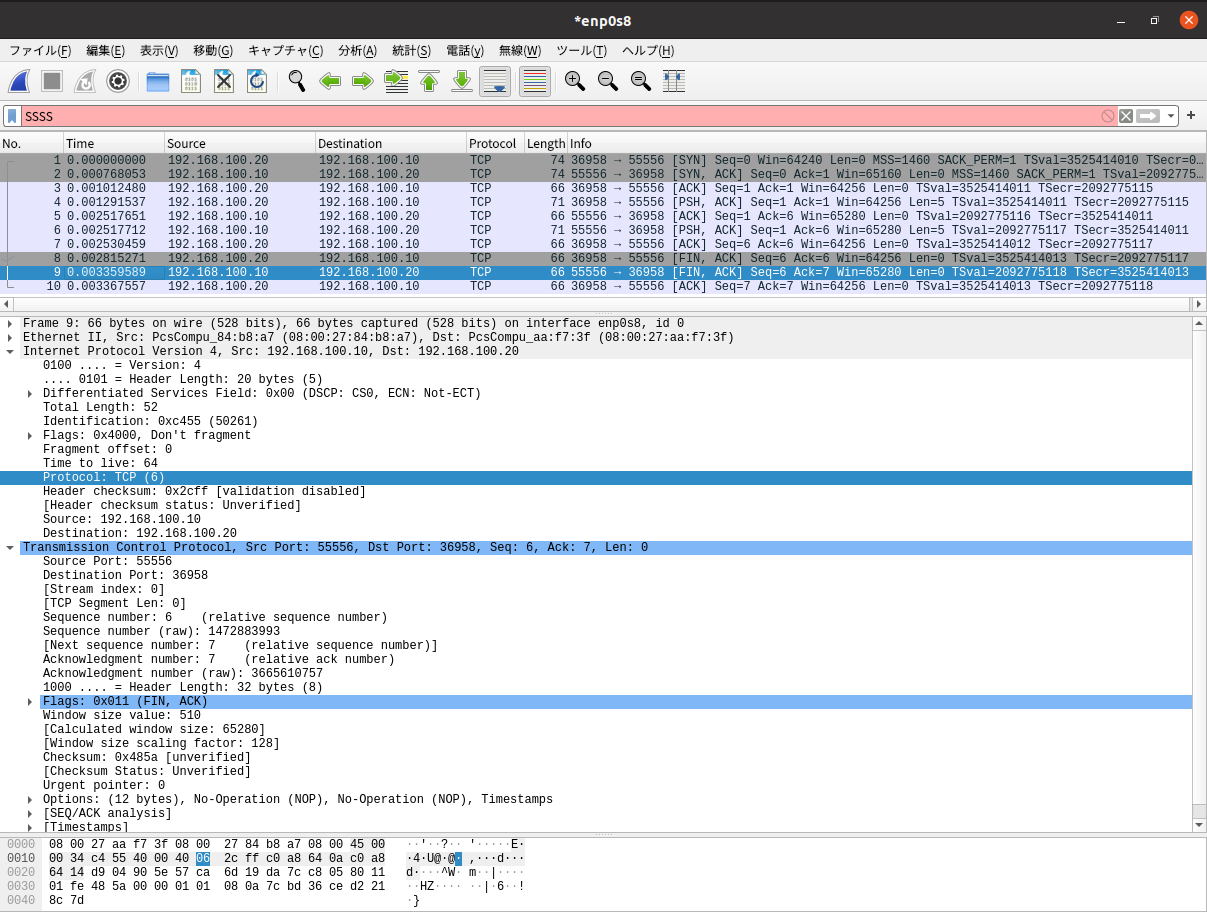 *enp0s8
ファイル(F) 編集(E) 表示(V) 移動(G) キャプチャ(C) 分析(A) 統計(S) 電話(y) 無線(W) ツール(T) ヘルプ(H)
SSSS
No. Time Source Destination Protocol Length Info
1 0.000000000 192.168.100.20 192.168.100.10 TCP 74 36958 → 55556 [SYN] Seq=0 Win=64240 Len=0 MSS=1460 SACK_PERM=1 TSval=3525414010 TSecr=0…
2 0.000768053 192.168.100.10 192.168.100.20 TCP 74 55556 → 36958 [SYN, ACK] Seq=0 Ack=1 Win=65160 Len=0 MSS=1460 SACK_PERM=1 TSval=2092775…
3 0.001012480 192.168.100.20 192.168.100.10 TCP 66 36958 → 55556 [ACK] Seq=1 Ack=1 Win=64256 Len=0 TSval=3525414011 TSecr=2092775115
4 0.001291537 192.168.100.20 192.168.100.10 TCP 71 36958 → 55556 [PSH, ACK] Seq=1 Ack=1 Win=64256 Len=5 TSval=3525414011 TSecr=2092775115
5 0.002517651 192.168.100.10 192.168.100.20 TCP 66 55556 → 36958 [ACK] Seq=1 Ack=6 Win=65280 Len=0 TSval=2092775116 TSecr=3525414011
6 0.002517712 192.168.100.10 192.168.100.20 TCP 71 55556 → 36958 [PSH, ACK] Seq=1 Ack=6 Win=65280 Len=5 TSval=2092775117 TSecr=3525414011
7 0.002530459 192.168.100.20 192.168.100.10 TCP 66 36958 → 55556 [ACK] Seq=6 Ack=6 Win=64256 Len=0 TSval=3525414012 TSecr=2092775117
8 0.002815271 192.168.100.20 192.168.100.10 TCP 66 36958 → 55556 [FIN, ACK] Seq=6 Ack=6 Win=64256 Len=0 TSval=3525414013 TSecr=2092775117
9 0.003359589 192.168.100.10 192.168.100.20 TCP 66 55556 → 36958 [FIN, ACK] Seq=6 Ack=7 Win=65280 Len=0 TSval=2092775118 TSecr=3525414013
10 0.003367557 192.168.100.20 192.168.100.10 TCP 66 36958 → 55556 [ACK] Seq=7 Ack=7 Win=64256 Len=0 TSval=3525414013 TSecr=2092775118
Frame 9: 66 bytes on wire (528 bits), 66 bytes captured (528 bits) on interface enp0s8, id 0
Ethernet II, Src: PcsCompu_84:b8:a7 (08:00:27:84:b8:a7), Dst: PcsCompu_aa:f7:3f (08:00:27:aa:f7:3f)
Internet Protocol Version 4, Src: 192.168.100.10, Dst: 192.168.100.20
0100 .... = Version: 4
.... 0101 = Header Length: 20 bytes (5)
Differentiated Services Field: 0x00 (DSCP: CS0, ECN: Not-ECT)
Total Length: 52
Identification: 0xc455 (50261)
Flags: 0x4000, Don't fragment
Fragment offset: 0
Time to live: 64
Protocol: TCP (6)
Header checksum: 0x2cff [validation disabled]
[Header checksum status: Unverified]
Source: 192.168.100.10
Destination: 192.168.100.20
Transmission Control Protocol, Src Port: 55556, Dst Port: 36958, Seq: 6, Ack: 7, Len: 0
Source Port: 55556
Destination Port: 36958
[Stream index: 0]
[TCP Segment Len: 0]
Sequence number: 6 (relative sequence number)
Sequence number (raw): 1472883993
[Next sequence number: 7 (relative sequence number)]
Acknowledgment number: 7 (relative ack number)
Acknowledgment number (raw): 3665610757
1000 .... = Header Length: 32 bytes (8)
Flags: 0x011 (FIN, ACK)
Window size value: 510
[Calculated window size: 65280]
[Window size scaling factor: 128]
Checksum: 0x485a [unverified]
[Checksum Status: Unverified]
Urgent pointer: 0
Options: (12 bytes), No-Operation (NOP), No-Operation (NOP), Timestamps
[SEQ/ACK analysis]
[Timestamps]
0000 08 00 27 aa f7 3f 08 00 27 84 b8 a7 08 00 45 00 ··'··?·· '·····E·
0010 00 34 c4 55 40 00 40 06 2c ff c0 a8 64 0a c0 a8 ·4·U@·@· ,···d···
0020 64 14 d9 04 90 5e 57 ca 6d 19 da 7c c8 05 80 11 d····^W· m··|····
0030 01 fe 48 5a 00 00 01 01 08 0a 7c bd 36 ce d2 21 ··HZ···· ··|·6··!
0040 8c 7d ·}